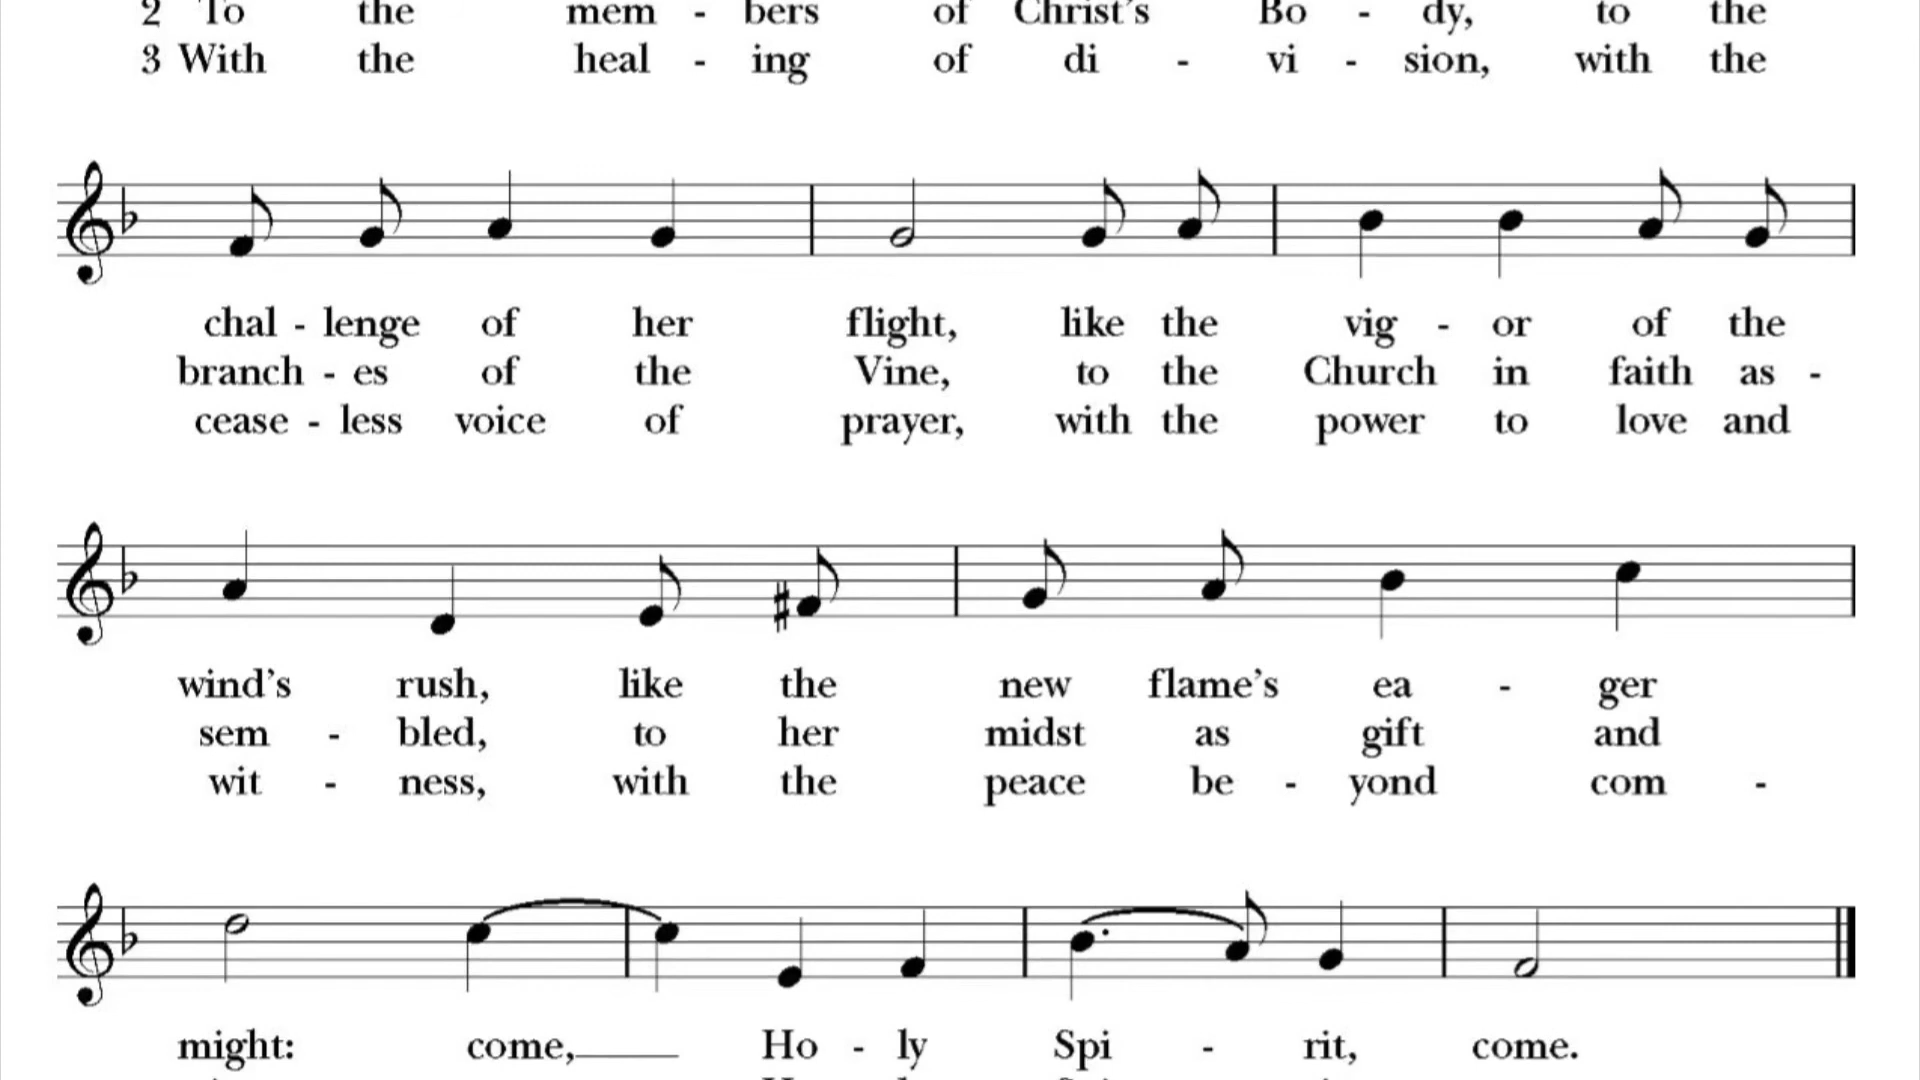 2 To the mem - bers of Christ's Bo - dy, to the
3 With the heal - ing of di - vi - sion, with the
chal - lenge of her flight, like the vig - or of the
branch - es of the Vine, to the Church in faith as -
cease - less voice of prayer, with the power to love and
wind's rush, like the new flame's ea - ger
sem - bled, to her midst as gift and
wit - ness, with the peace be - yond com -
might: come, Ho - ly Spi - rit, come.